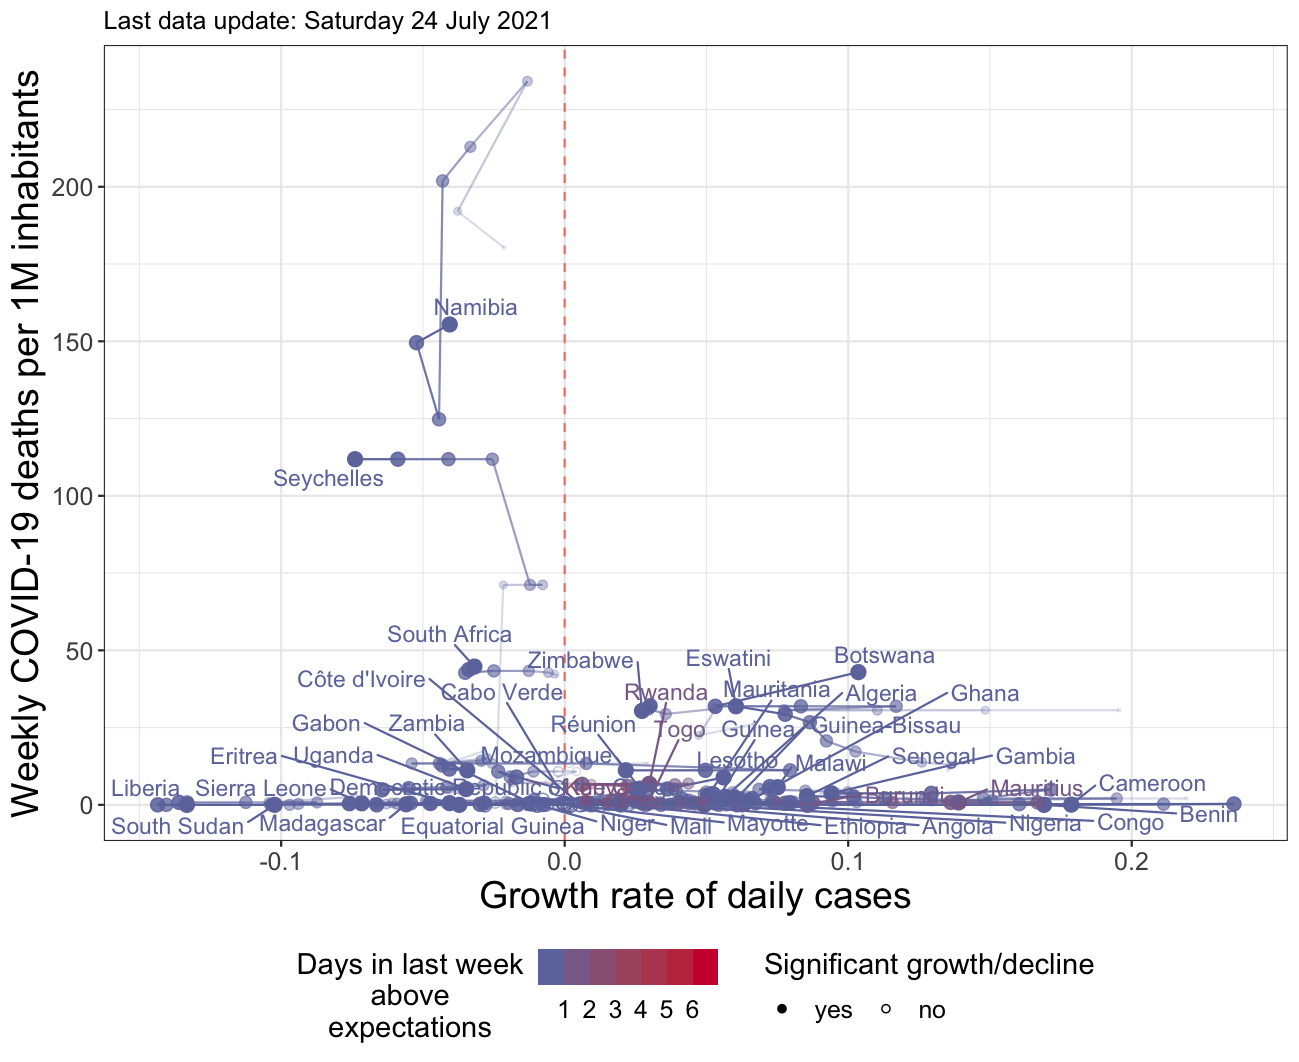 Last data update: Saturday 24 July 2021
Weekly COVID-19 deaths per 1M inhabitants
200
150
100
50
0
Namibia
Seychelles
South Africa
Zimbabwe
Eswatini
Botswana
Côte d'Ivoire
Cabo Verde
Rwanda
Mauritania
Algeria
Ghana
Gabon
Zambia
Réunion
Togo
Guinea
Guinea-Bissau
Eritrea
Uganda
Mozambique
Lesotho
Malawi
Senegal
Gambia
Liberia
Sierra Leone
Democratic Republic of
Kenya
Burundi
Mauritius
Cameroon
South Sudan
Madagascar
Equatorial Guinea
Niger
Mali
Mayotte
Ethiopia
Angola
Nigeria
Congo
Benin
-0.1
0.0
0.1
0.2
Growth rate of daily cases
Days in last week
above
expectations
1 2 3 4 5 6
Significant growth/decline
yes
no